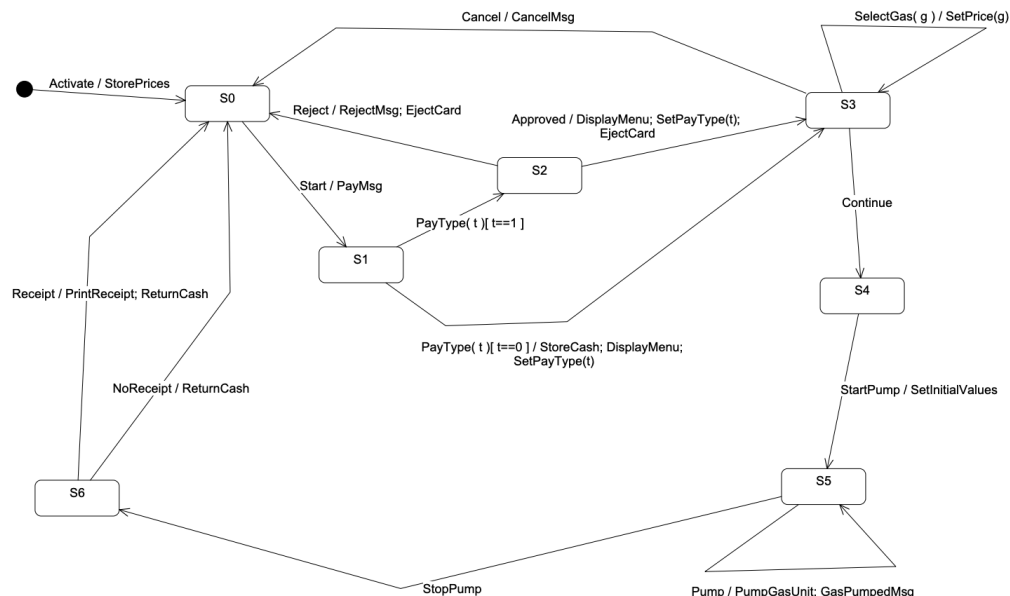 Cancel / CancelMsg
SelectGas( g ) / SetPrice(g)
Activate / StorePrices
S0
S3
Reject / RejectMsg; EjectCard
Approved / DisplayMenu; SetPayType(t);
EjectCard
S2
Start / PayMsg
Continue
PayType( t )[ t==1 ]
S1
S4
Receipt / PrintReceipt; ReturnCash
PayType( t )[ t==0 ] / StoreCash; DisplayMenu;
SetPayType(t)
NoReceipt / ReturnCash
StartPump / SetInitialValues
S6
S5
StopPump
Pump / PumpGasUnit; GasPumpedMsg